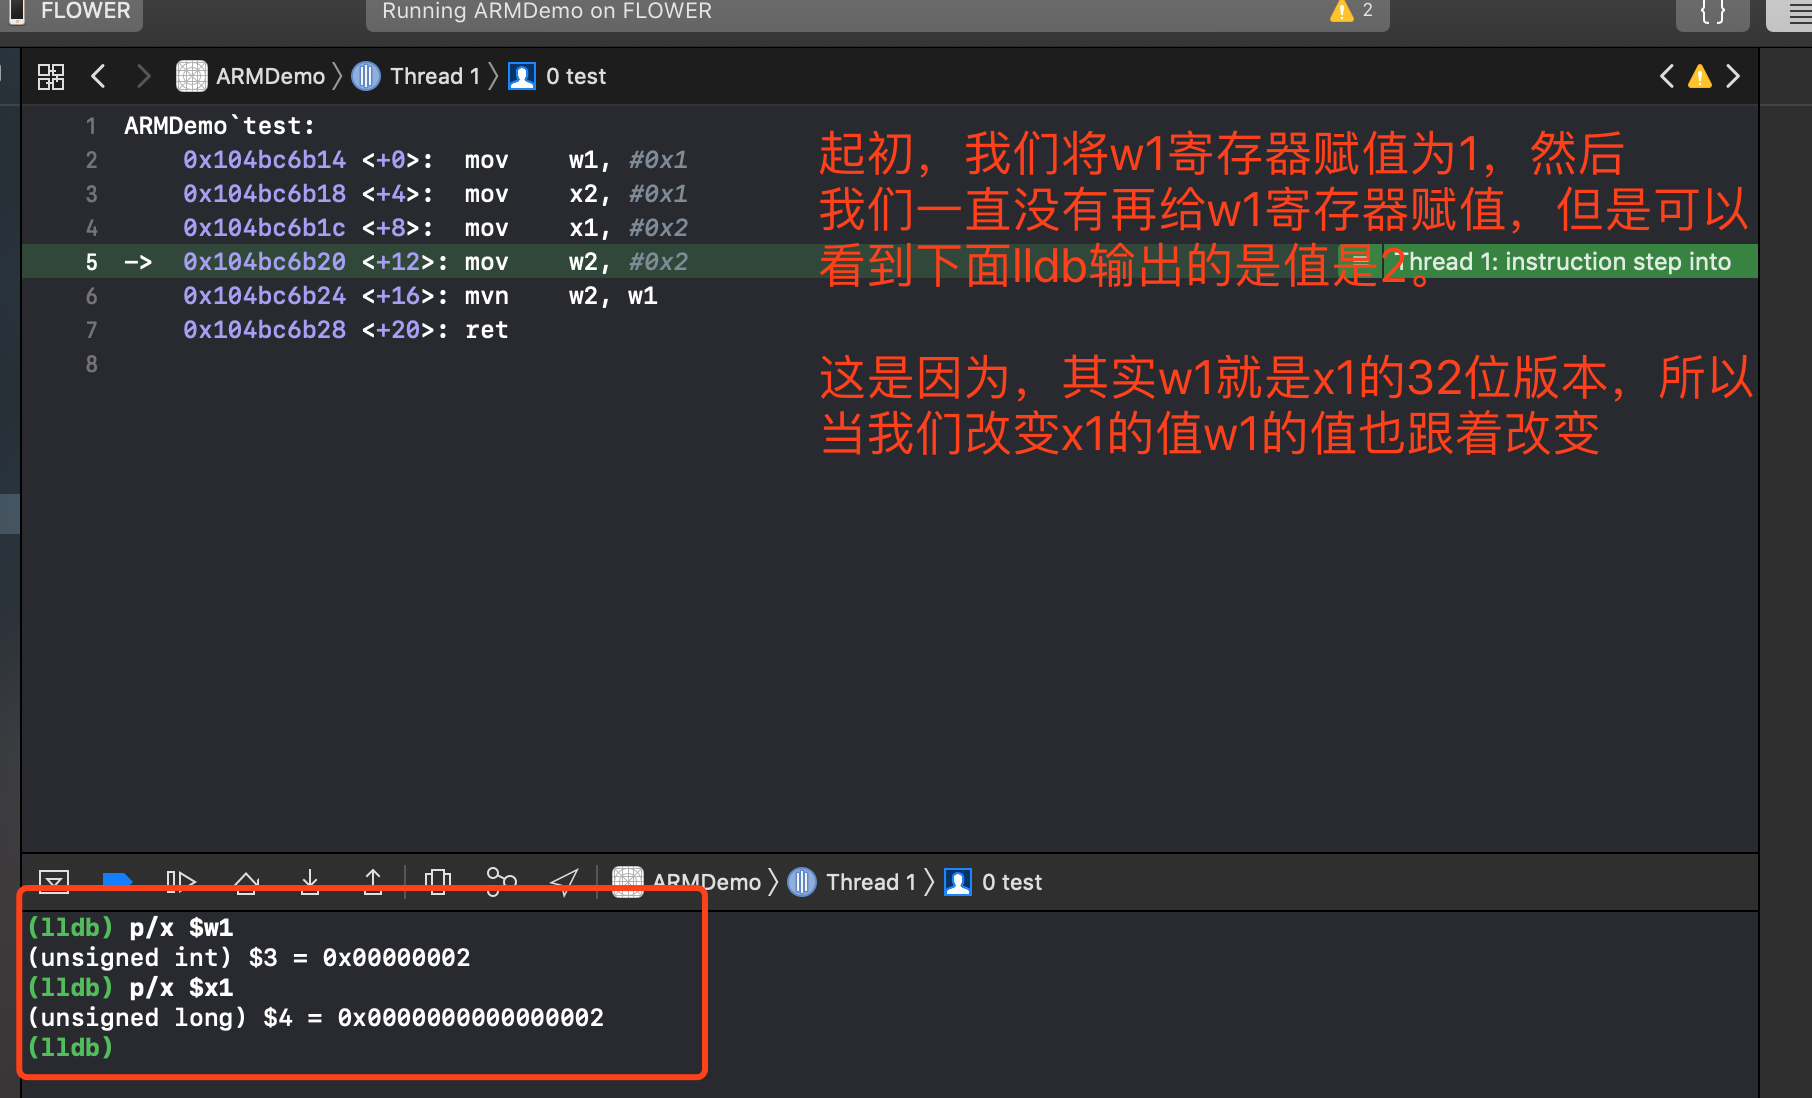 FLOWER
Running ARMDemo on FLOWER
2
{ }
ARMDemo 〉 Thread 1 〉 0 test
1 ARMDemo`test:
2 0x104bc6b14 <+0>: mov w1, #0x1
3 0x104bc6b18 <+4>: mov x2, #0x1
4 0x104bc6b1c <+8>: mov x1, #0x2
5 -> 0x104bc6b20 <+12>: mov w2, #0x2
Thread 1: instruction step into
6 0x104bc6b24 <+16>: mvn w2, w1
7 0x104bc6b28 <+20>: ret
8
起初，我们将w1寄存器赋值为1，然后
我们一直没有再给w1寄存器赋值，但是可以
看到下面lldb输出的是值是2。
这是因为，其实w1就是x1的32位版本，所以
当我们改变x1的值w1的值也跟着改变
ARMDemo 〉 Thread 1 〉 0 test
(lldb) p/x $w1
(unsigned int) $3 = 0x00000002
(lldb) p/x $x1
(unsigned long) $4 = 0x0000000000000002
(lldb)